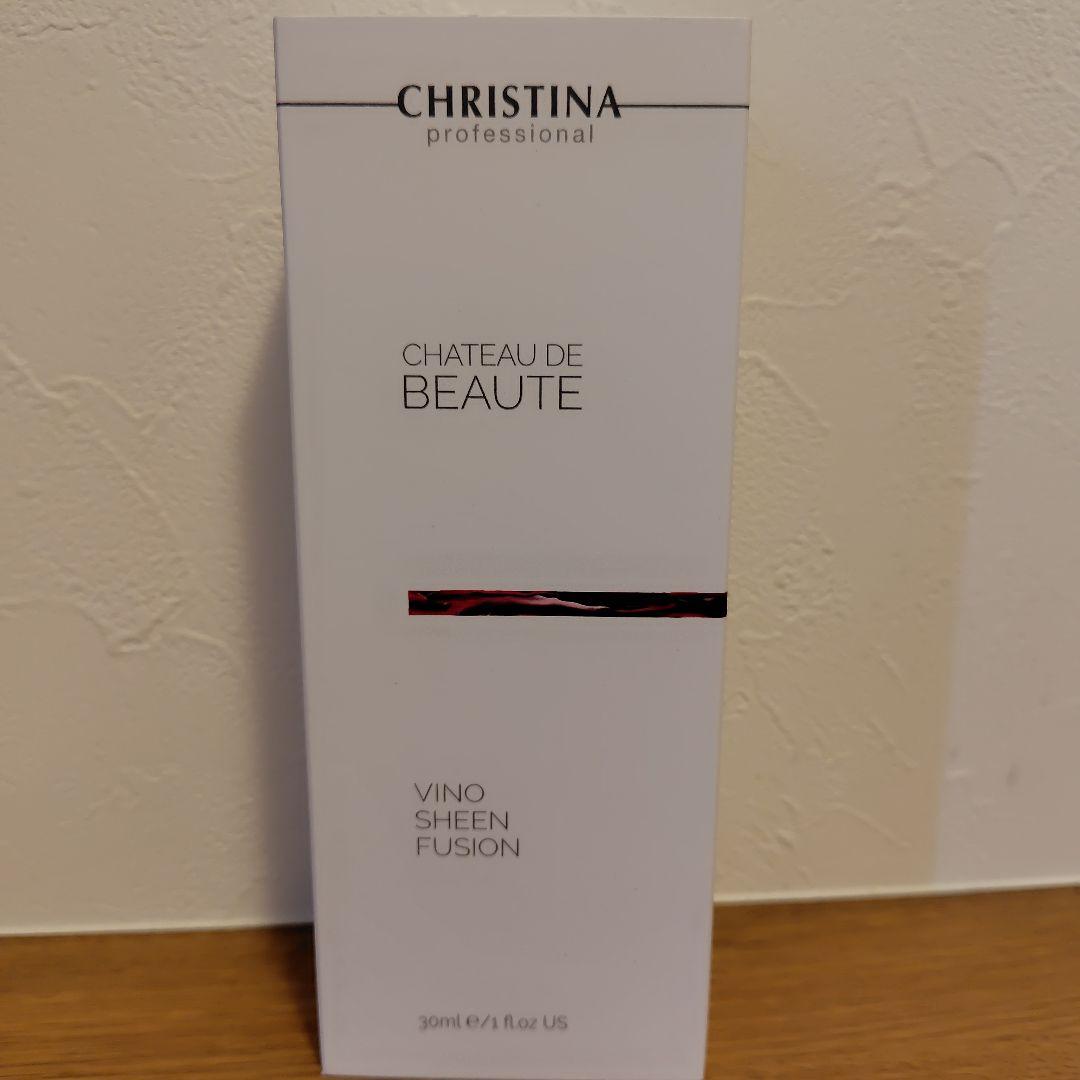 CHRISTINA
professional
CHATEAU DE
BEAUTE
VINO
SHEEN
FUSION
30ml ℮/1 fl.oz US